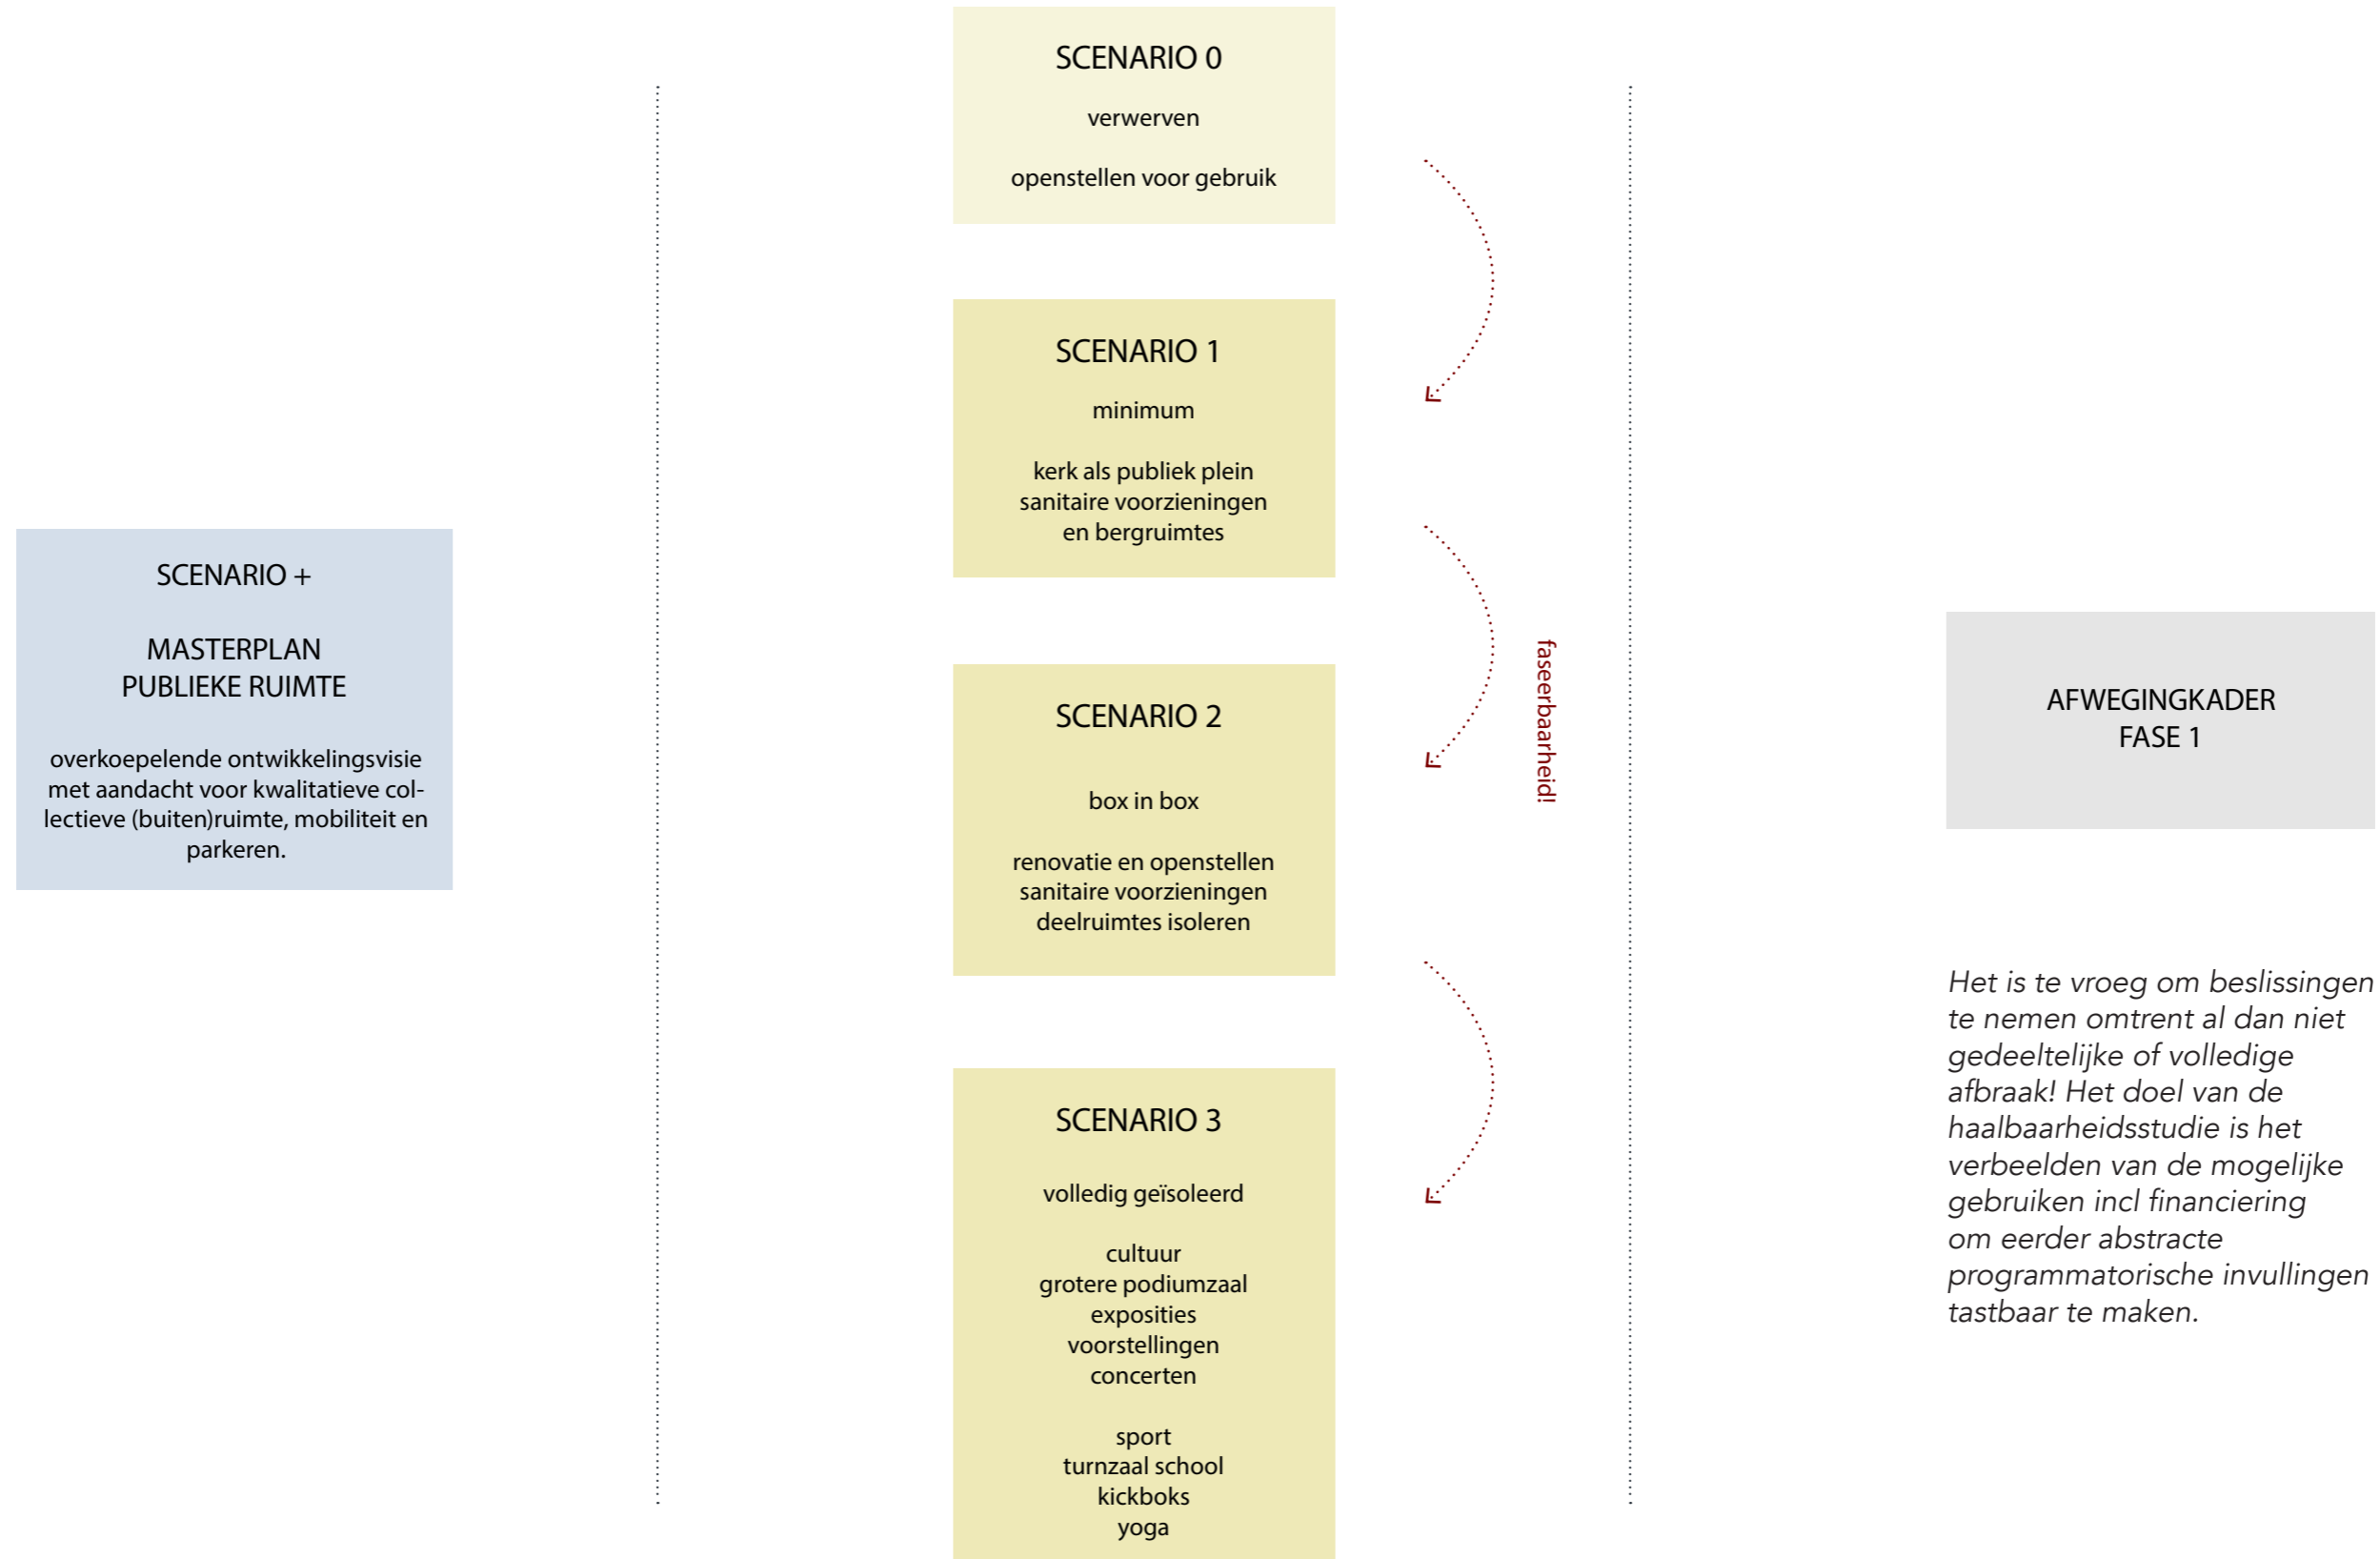 SCENARIO +
MASTERPLAN
PUBLIEKE RUIMTE
overkoepelende ontwikkelingsvisie
met aandacht voor kwalitatieve col-
lectieve (buiten)ruimte, mobiliteit en
parkeren.
SCENARIO 0
verwerven
openstellen voor gebruik
SCENARIO 1
minimum
kerk als publiek plein
sanitaire voorzieningen
en bergruimtes
SCENARIO 2
box in box
renovatie en openstellen
sanitaire voorzieningen
deelruimtes isoleren
SCENARIO 3
volledig geïsoleerd
cultuur
grotere podiumzaal
exposities
voorstellingen
concerten
sport
turnzaal school
kickboks
yoga
faseerbaarheid!
AFWEGINGKADER
FASE 1
Het is te vroeg om beslissingen
te nemen omtrent al dan niet
gedeeltelijke of volledige
afbraak! Het doel van de
haalbaarheidsstudie is het
verbeelden van de mogelijke
gebruiken incl financiering
om eerder abstracte
programmatorische invullingen
tastbaar te maken.